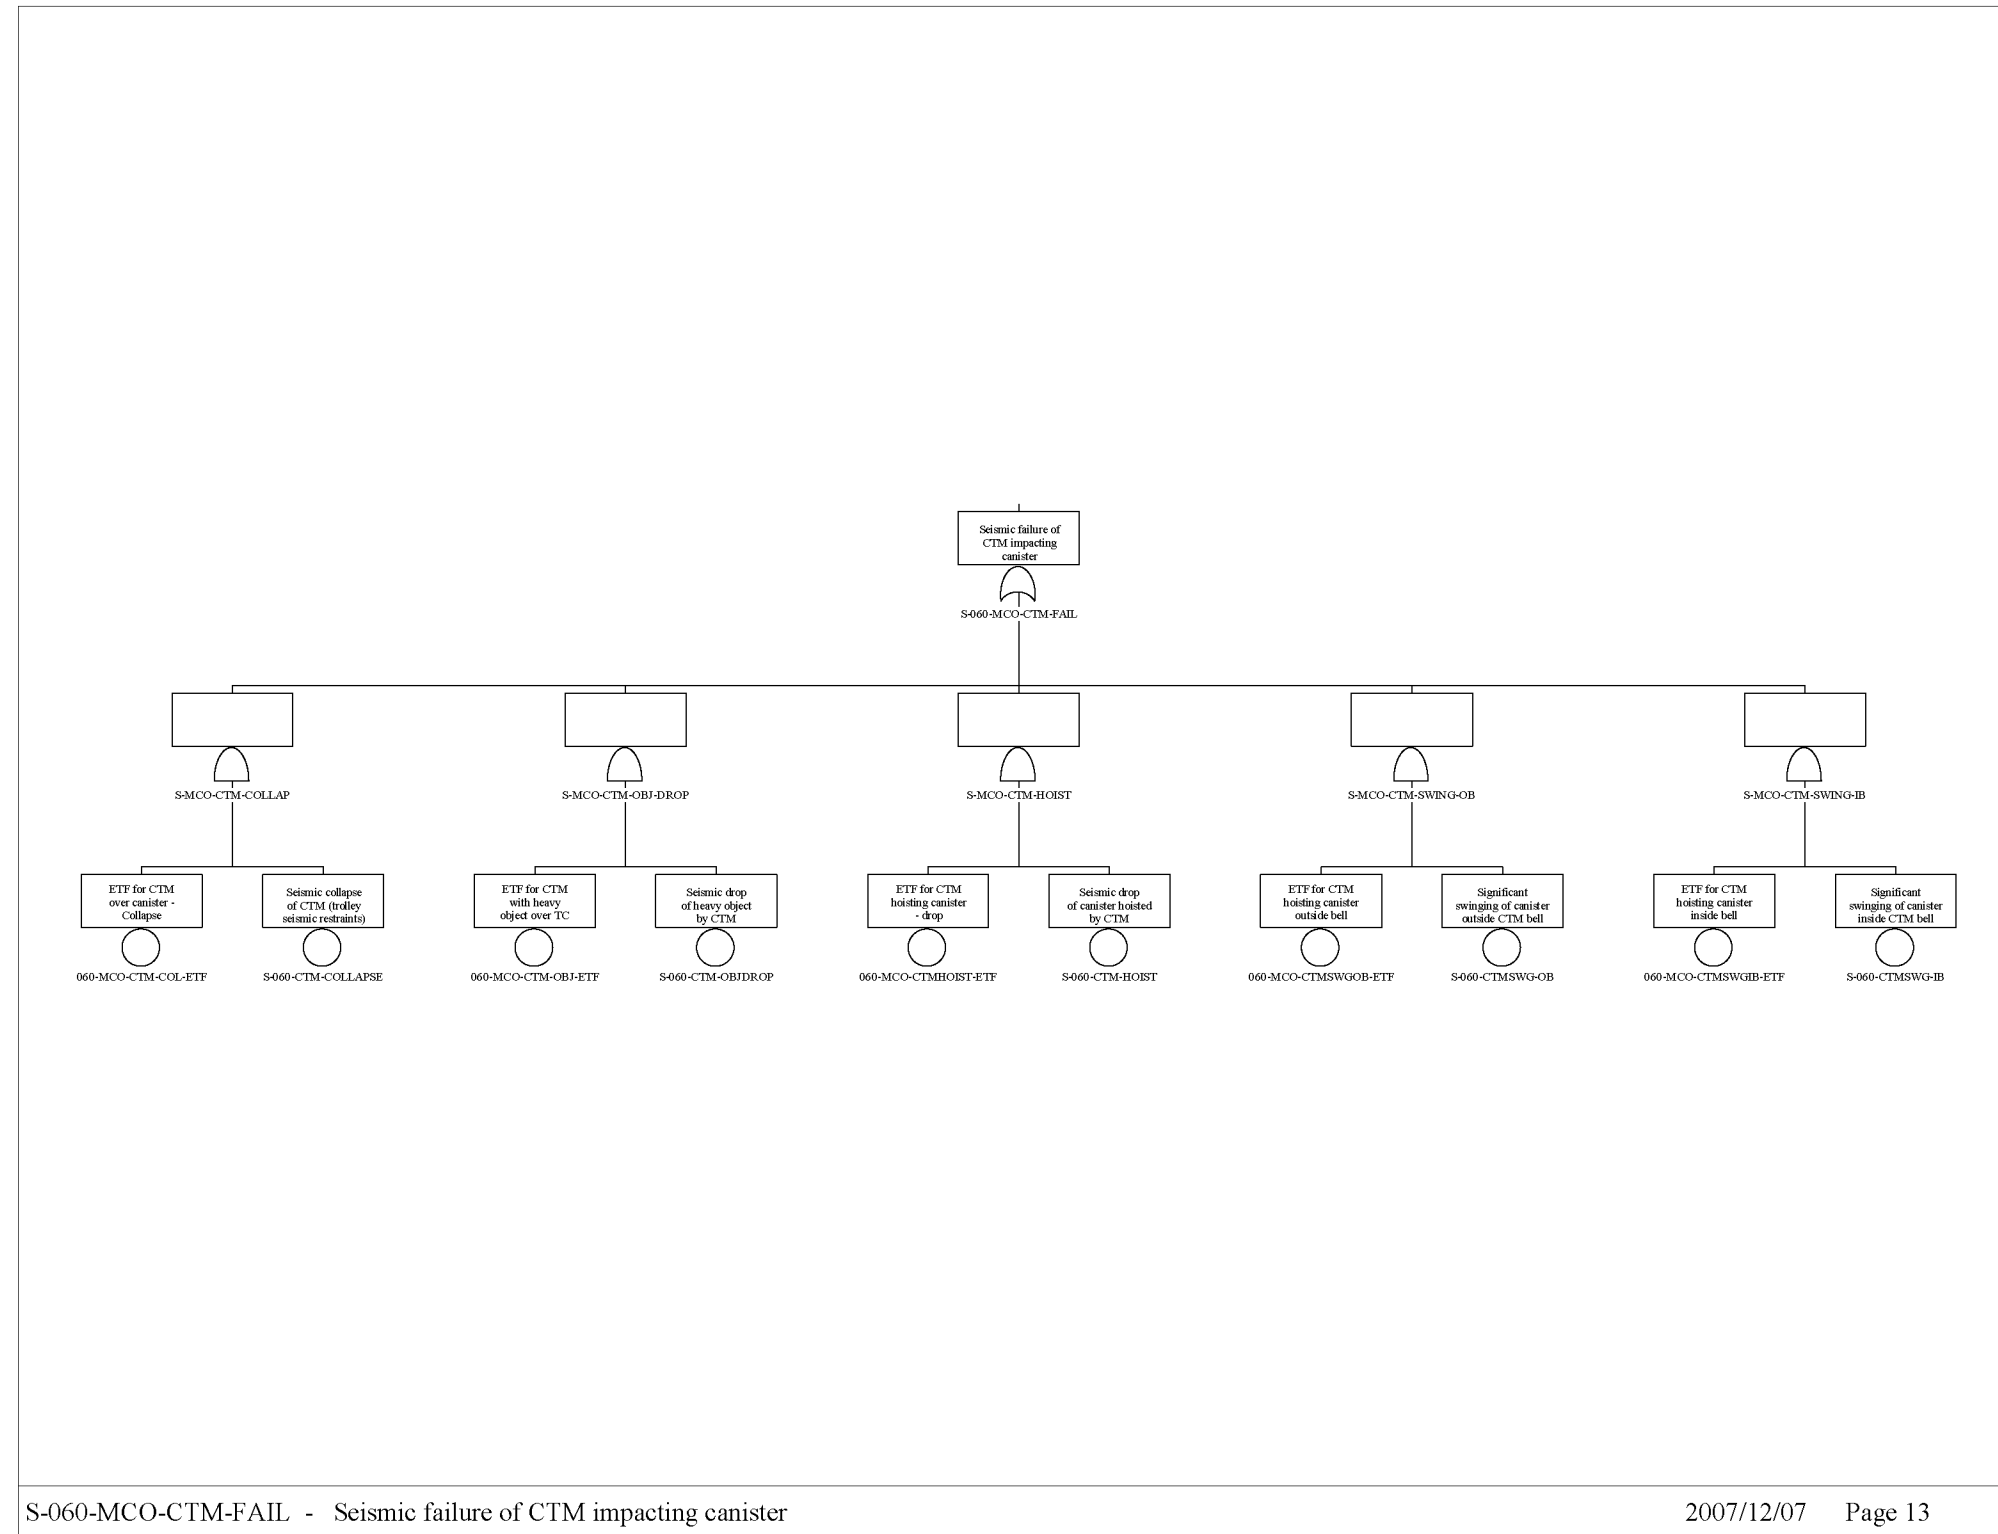 Seismic failure of
CTM impacting
canister
S-060-MCO-CTM-FAIL
S-MCO-CTM-COLLAP
S-MCO-CTM-OBJ-DROP
S-MCO-CTM-HOIST
S-MCO-CTM-SWING-OB
S-MCO-CTM-SWING-IB
ETF for CTM
over canister -
Collapse
060-MCO-CTM-COL-ETF
Seismic collapse
of CTM (trolley
seismic restraints)
S-060-CTM-COLLAPSE
ETF for CTM
with heavy
object over TC
060-MCO-CTM-OBJ-ETF
Seismic drop
of heavy object
by CTM
S-060-CTM-OBJDROP
ETF for CTM
hoisting canister
- drop
060-MCO-CTMHOIST-ETF
Seismic drop
of canister hoisted
by CTM
S-060-CTM-HOIST
ETF for CTM
hoisting canister
outside bell
060-MCO-CTMSWGOB-ETF
Significant
swinging of canister
outside CTM bell
S-060-CTMSWG-OB
ETF for CTM
hoisting canister
inside bell
060-MCO-CTMSWGIB-ETF
Significant
swinging of canister
inside CTM bell
S-060-CTMSWG-IB
S-060-MCO-CTM-FAIL - Seismic failure of CTM impacting canister
2007/12/07 Page 13